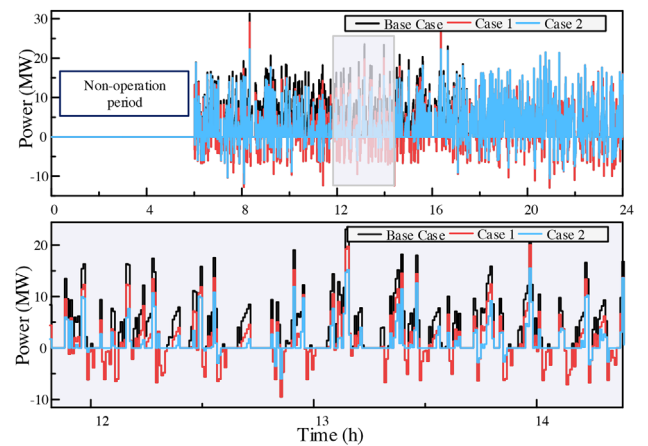 30
20
10
0
-10
Power (MW)
Base Case Case 1 Case 2
Non-operation
period
0 4 8 12 16 20 24
20
10
0
-10
Power (MW)
Base Case Case 1 Case 2
12 13 14
Time (h)